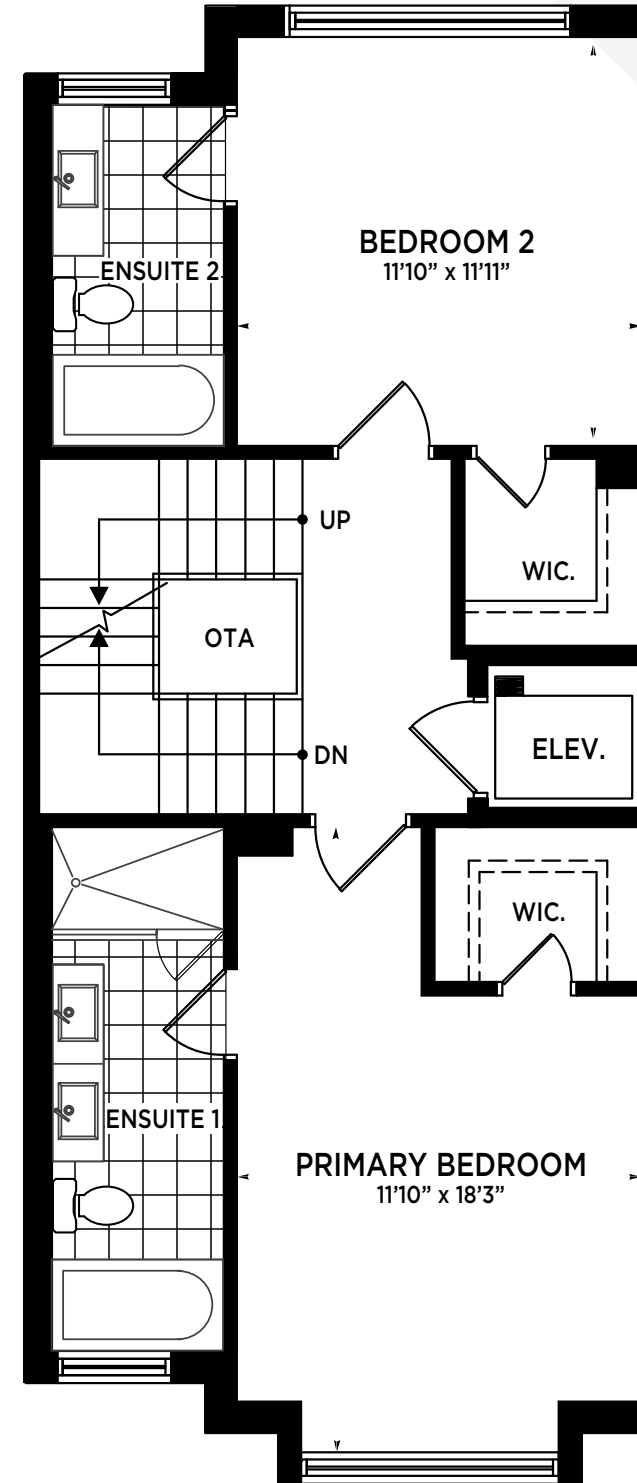 BEDROOM 2
11'10” x 11'11”
ENSUITE 2
UP
WIC.
OTA
ELEV.
DN
WIC.
ENSUITE 1
PRIMARY BEDROOM
11'10” x 18'3”